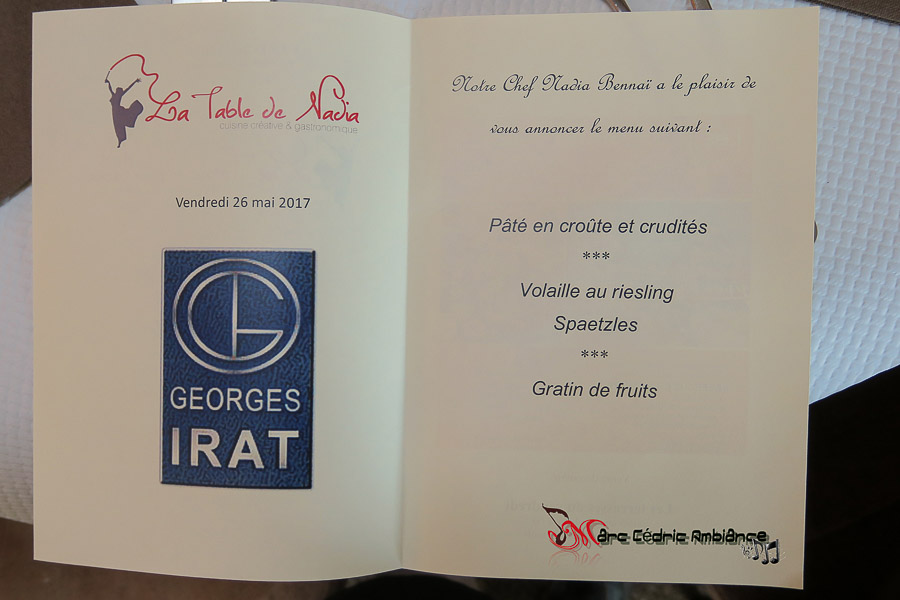 La Table de Nadia
cuisine créative & gastronomique
Vendredi 26 mai 2017
GEORGES
IRAT
Notre Chef Nadia Bennaï a le plaisir de
vous annoncer le menu suivant :
Pâté en croûte et crudités
***
Volaille au riesling
Spaetzles
***
Gratin de fruits
Marc Cédric Ambiance